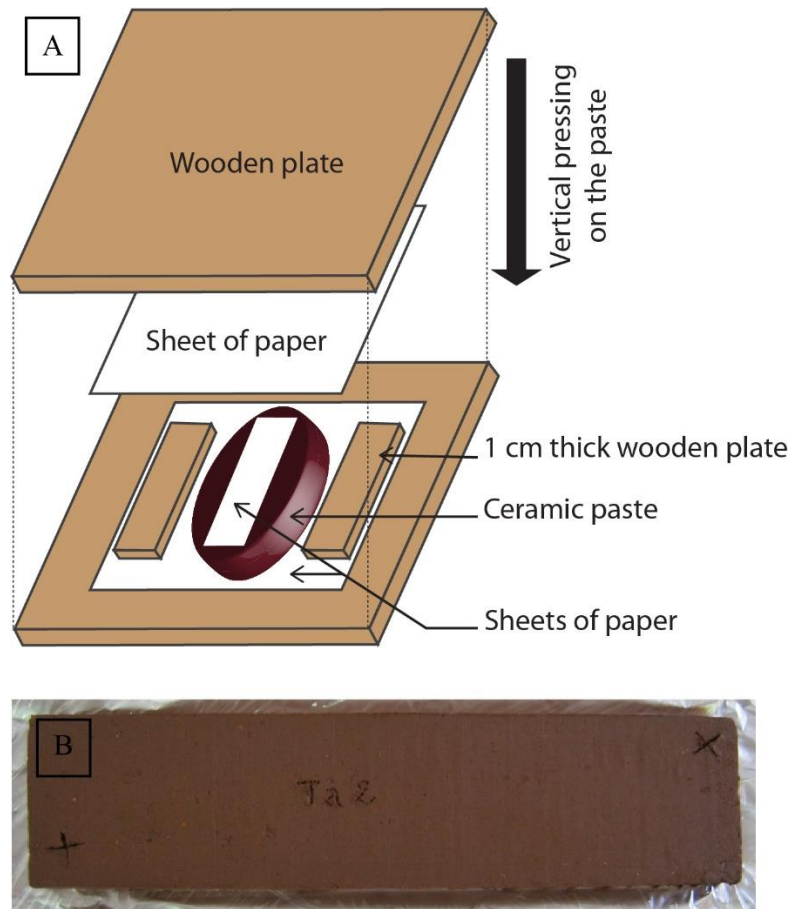 A
Wooden plate
Vertical pressing
on the paste
Sheet of paper
1 cm thick wooden plate
Ceramic paste
Sheets of paper
B